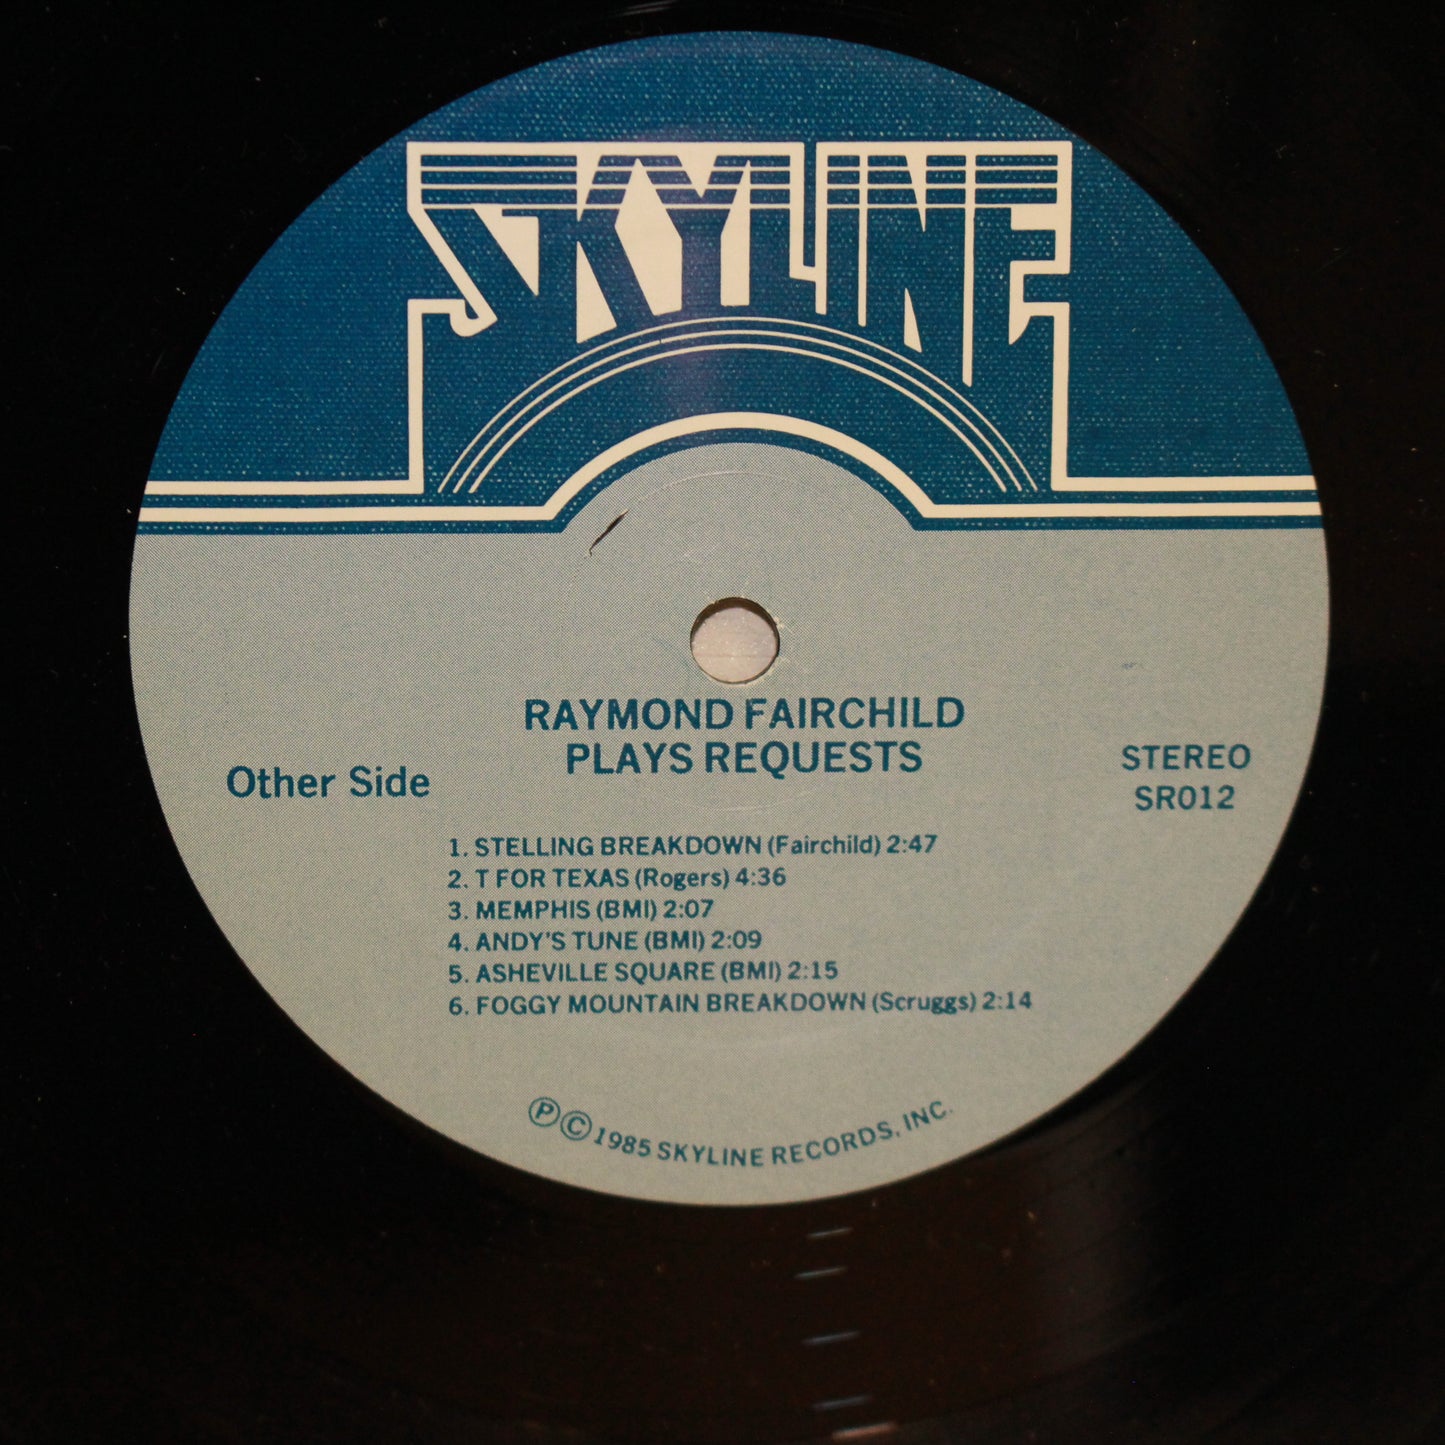 SKYLINE
RAYMOND FAIRCHILD
PLAYS REQUESTS
Other Side
STEREO
SR012
1. STELLING BREAKDOWN (Fairchild) 2:47
2. T FOR TEXAS (Rogers) 4:36
3. MEMPHIS (BMI) 2:07
4. ANDY'S TUNE (BMI) 2:09
5. ASHEVILLE SQUARE (BMI) 2:15
6. FOGGY MOUNTAIN BREAKDOWN (Scruggs) 2:14
Ⓟ © 1985 SKYLINE RECORDS, INC.